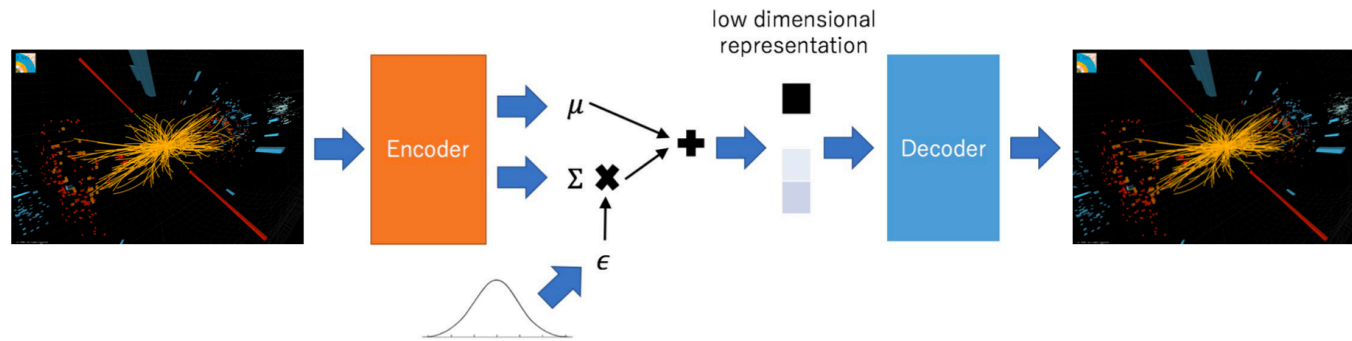 low dimensional
representation
Encoder
μ
Σ
ϵ
Decoder